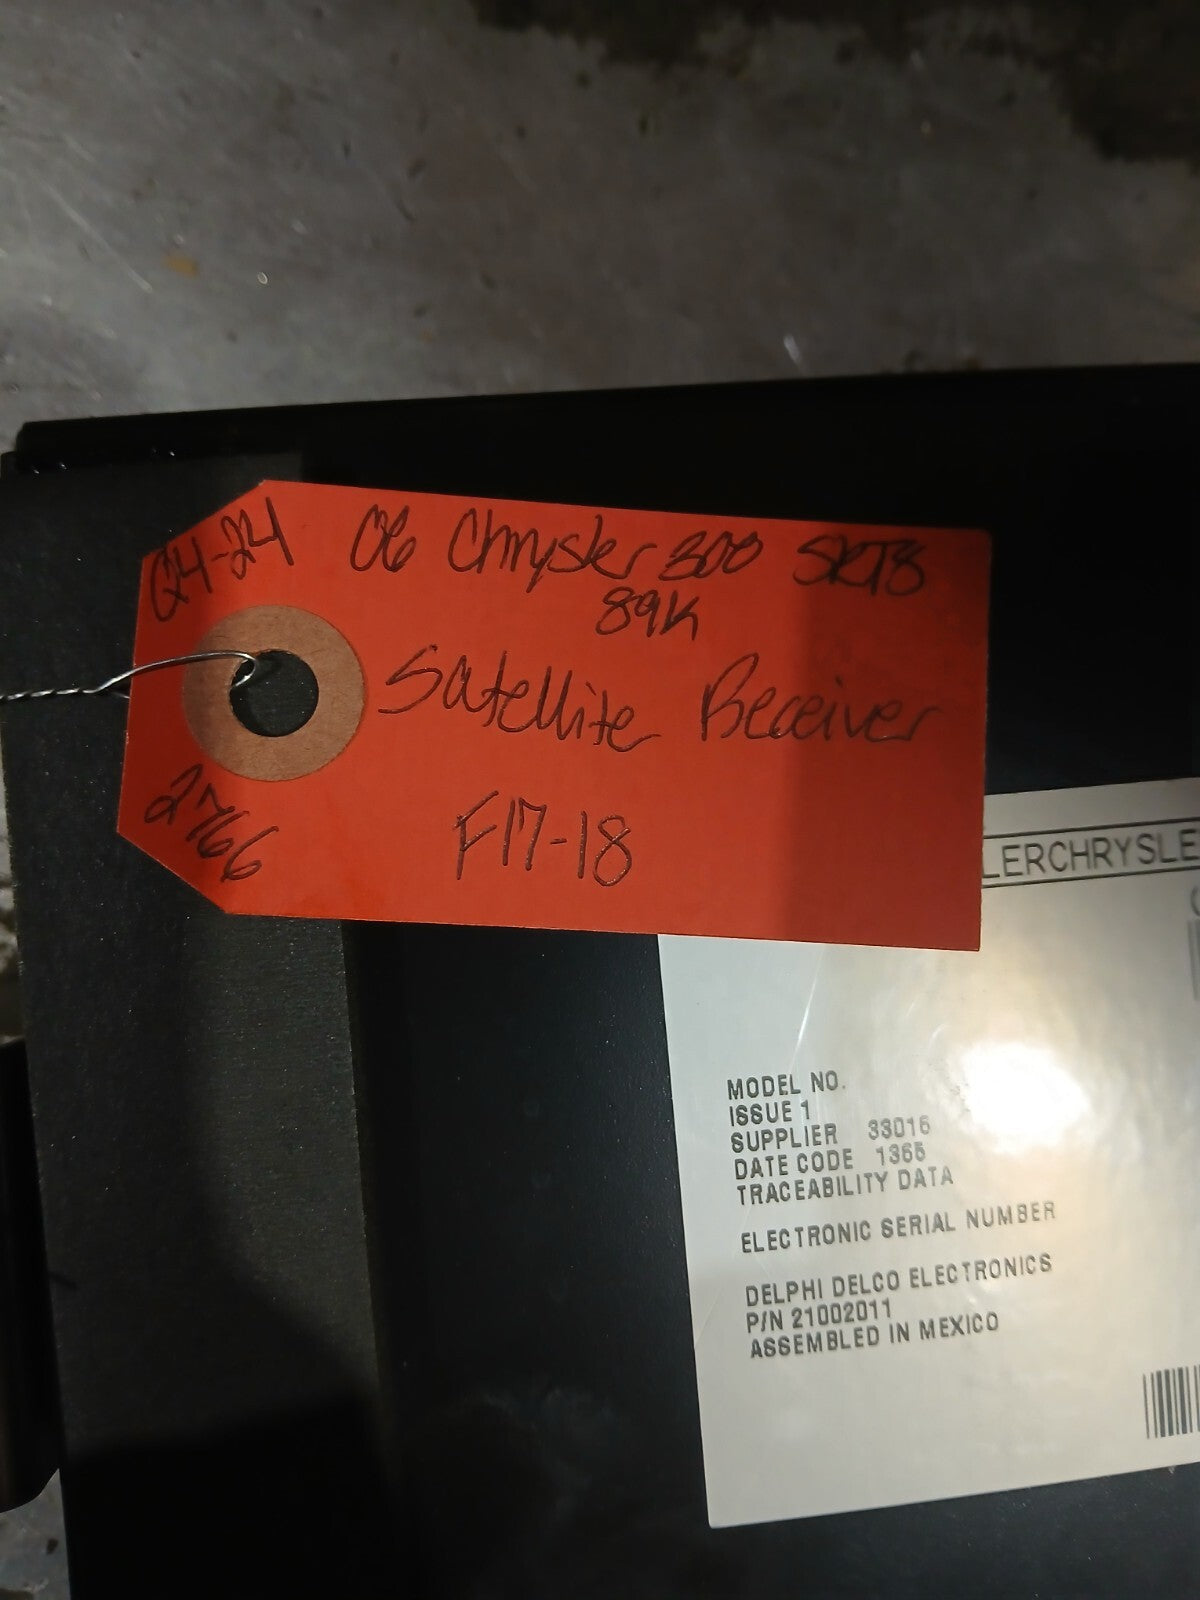 Q4-24
06 Chrysler 300 SRT8
89K
Satellite Receiver
2766
F17-18
LERCHRYSLE
MODEL NO.
ISSUE 1
SUPPLIER 33016
DATE CODE 1365
TRACEABILITY DATA
ELECTRONIC SERIAL NUMBER
DELPHI DELCO ELECTRONICS
P/N 21002011
ASSEMBLED IN MEXICO